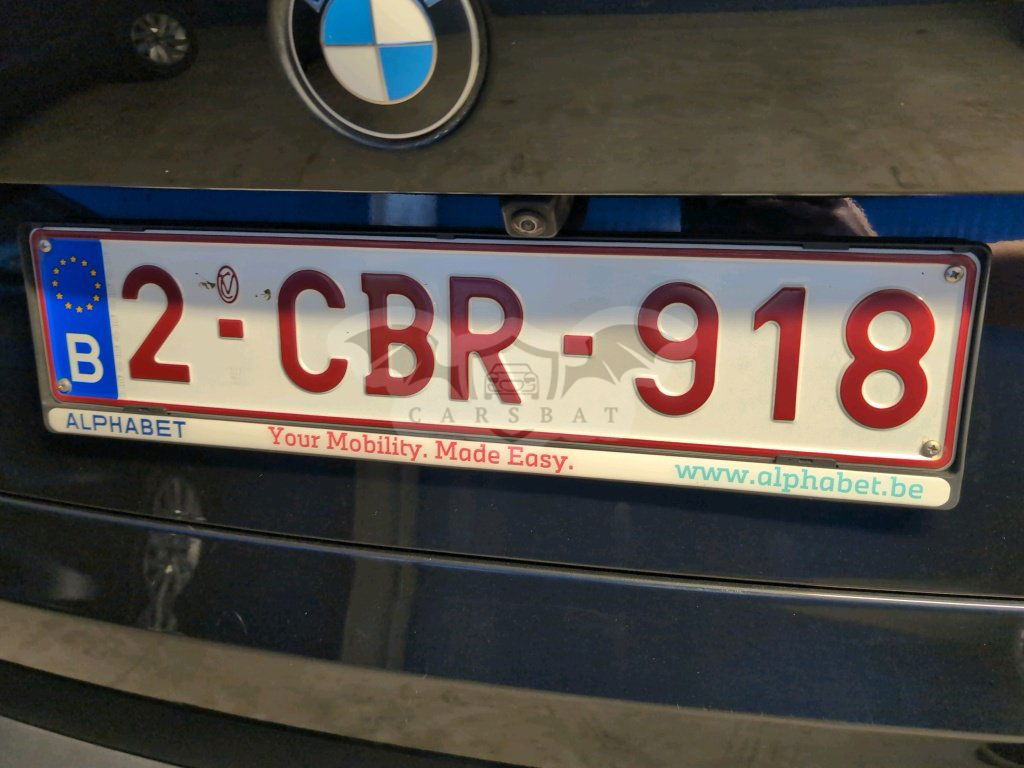 B 2-CBR-918
CARSBAT
ALPHABET Your Mobility. Made Easy. www.alphabet.be